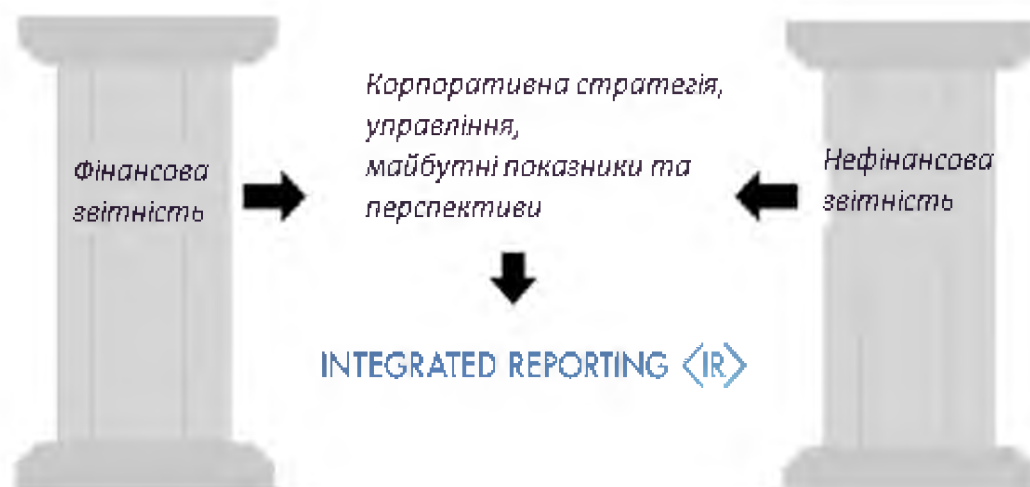 Фінансова
звітність
Корпоративна стратегія,
управління,
майбутні показники та
перспективи
Нефінансова
звітність
INTEGRATED REPORTING <IR>